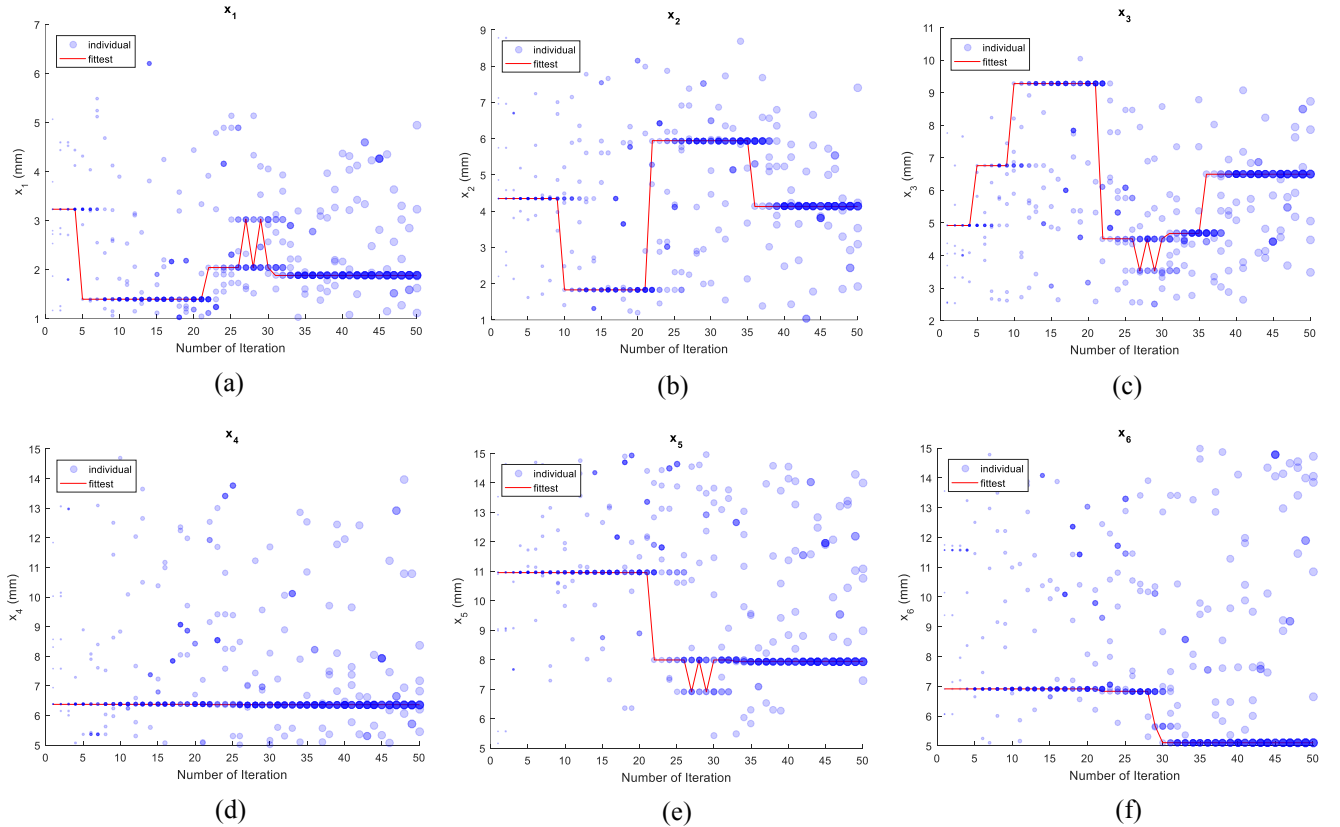 x1
x2
x3
7
6
5
4
3
2
1
individual
fittest
x1 (mm)
0 5 10 15 20 25 30 35 40 45 50
Number of Iteration
(a)
9
8
7
6
5
4
3
2
1
individual
fittest
x2 (mm)
0 5 10 15 20 25 30 35 40 45 50
Number of Iteration
(b)
11
10
9
8
7
6
5
4
3
2
individual
fittest
x3 (mm)
0 5 10 15 20 25 30 35 40 45 50
Number of Iteration
(c)
x4
x5
x6
15
14
13
12
11
10
9
8
7
6
5
individual
fittest
x4 (mm)
0 5 10 15 20 25 30 35 40 45 50
Number of Iteration
(d)
15
14
13
12
11
10
9
8
7
6
5
individual
fittest
x5 (mm)
0 5 10 15 20 25 30 35 40 45 50
Number of Iteration
(e)
15
14
13
12
11
10
9
8
7
6
5
individual
fittest
x6 (mm)
0 5 10 15 20 25 30 35 40 45 50
Number of Iteration
(f)